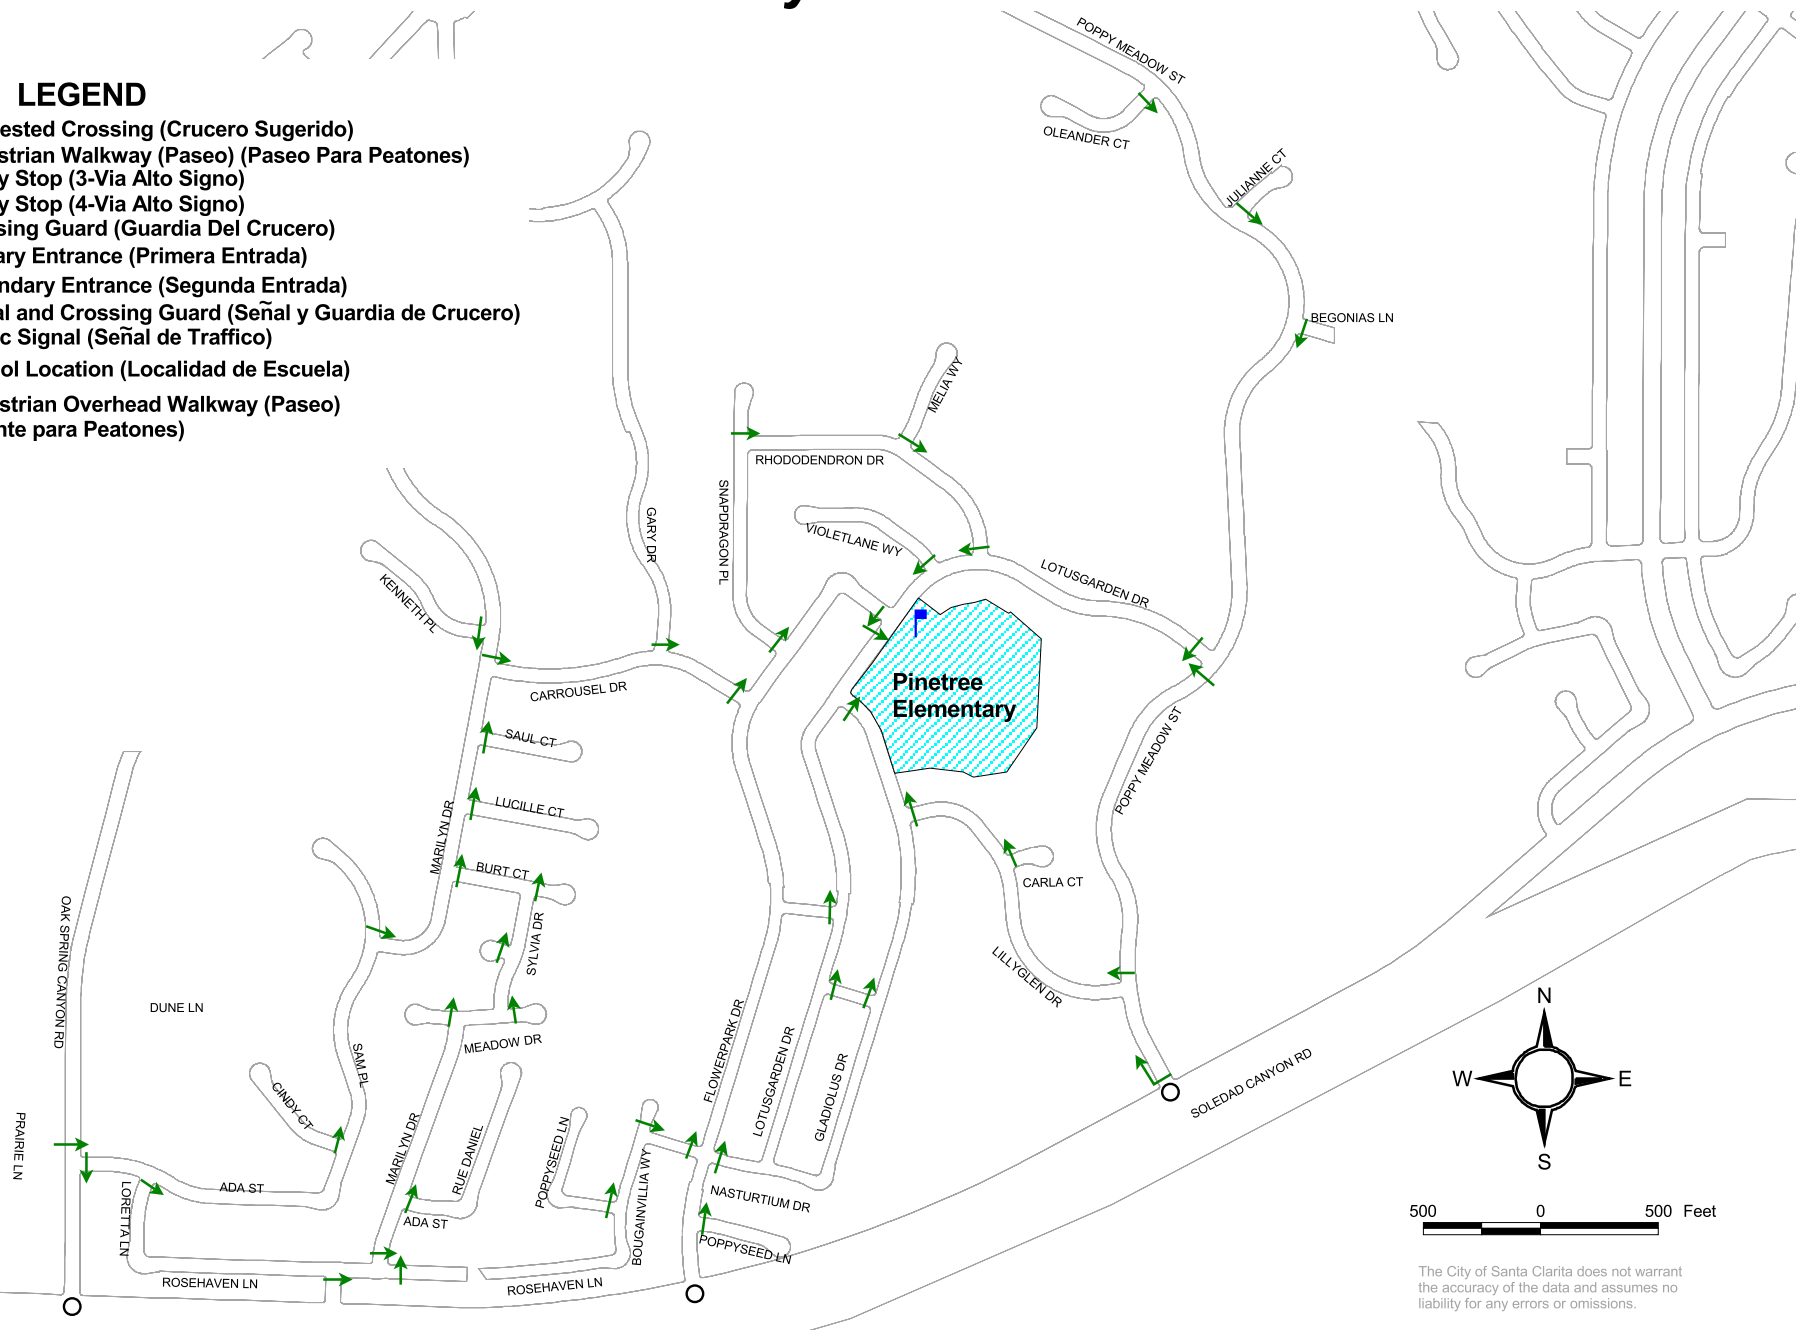 LEGEND
ested Crossing (Crucero Sugerido)
strian Walkway (Paseo) (Paseo Para Peatones)
y Stop (3-Via Alto Signo)
y Stop (4-Via Alto Signo)
sing Guard (Guardia Del Crucero)
ary Entrance (Primera Entrada)
ndary Entrance (Segunda Entrada)
al and Crossing Guard (Señal y Guardia de Crucero)
c Signal (Señal de Traffico)
ol Location (Localidad de Escuela)
strian Overhead Walkway (Paseo)
nte para Peatones)
POPPY MEADOW ST
OLEANDER CT
JULIANNE CT
BEGONIAS LN
MELIA WY
RHODODENDRON DR
SNAPDRAGON PL
VIOLETLANE WY
GARY DR
LOTUSGARDEN DR
KENNETH PL
CARROUSEL DR
Pinetree
Elementary
POPPY MEADOW ST
SAUL CT
LUCILLE CT
MARILYN DR
BURT CT
CARLA CT
SYLVIA DR
OAK SPRING CANYON RD
LILLYGLEN DR
DUNE LN
MEADOW DR
SAM PL
FLOWERPARK DR
LOTUSGARDEN DR
GLADIOLUS DR
CINDY CT
SOLEDAD CANYON RD
PRAIRIE LN
MARILYN DR
RUE DANIEL
POPPYSEED LN
BOUGAINVILLIA WY
ADA ST
LORETTA LN
ADA ST
NASTURTIUM DR
POPPYSEED LN
ROSEHAVEN LN
ROSEHAVEN LN
N
W
E
S
500 0 500 Feet
The City of Santa Clarita does not warrant
the accuracy of the data and assumes no
liability for any errors or omissions.